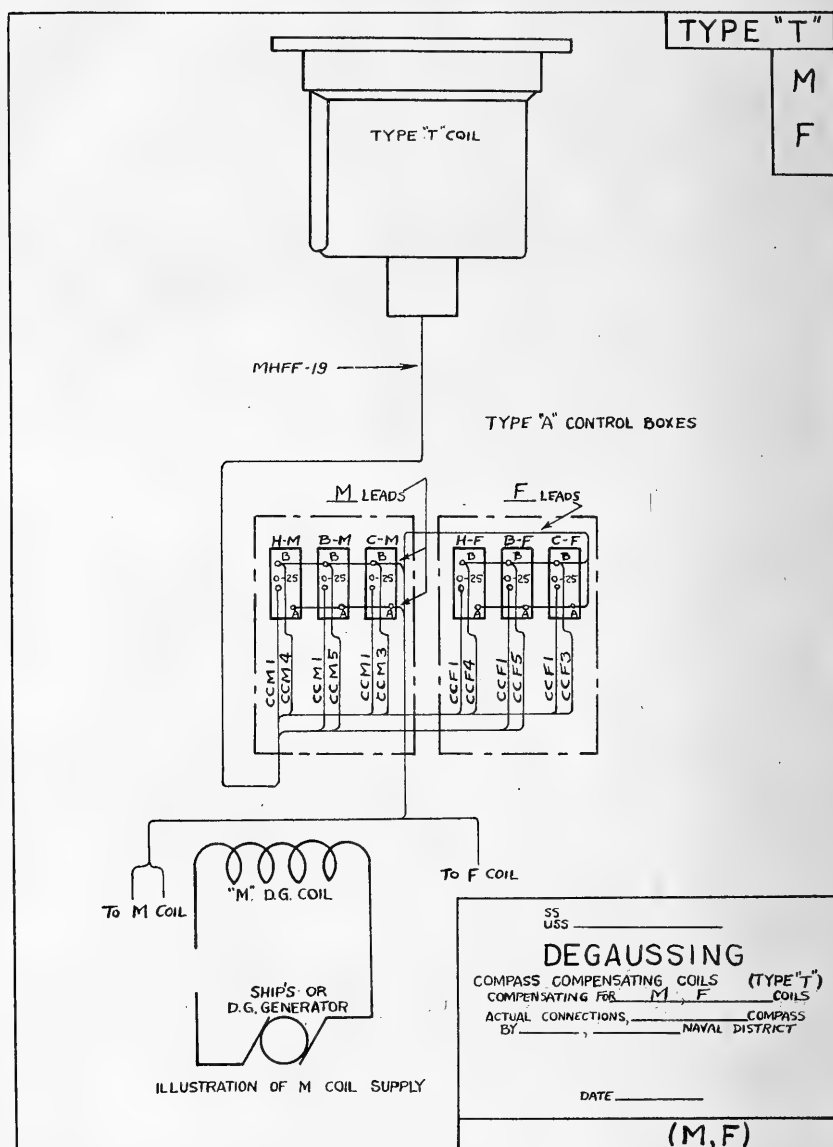 TYPE "T"
M
F
TYPE "T" COIL
MHFF-19
TYPE "A" CONTROL BOXES
M LEADS
F LEADS
H-M B-M C-M
H-F B-F C-F
B B B
B B B
0-25 0-25 0-25
0-25 0-25 0-25
A A A
A A A
CCM1 CCM4 CCM1 CCM5 CCM1 CCM3
CCF1 CCF4 CCF1 CCF5 CCF1 CCF3
"M" D.G. COIL
TO M COIL
TO F COIL
SHIP'S OR
D.G. GENERATOR
ILLUSTRATION OF M COIL SUPPLY
SS
USS
DEGAUSSING
COMPASS COMPENSATING COILS (TYPE "T")
COMPENSATING FOR M, F COILS
ACTUAL CONNECTIONS, COMPASS
BY , NAVAL DISTRICT
DATE
(M,F)